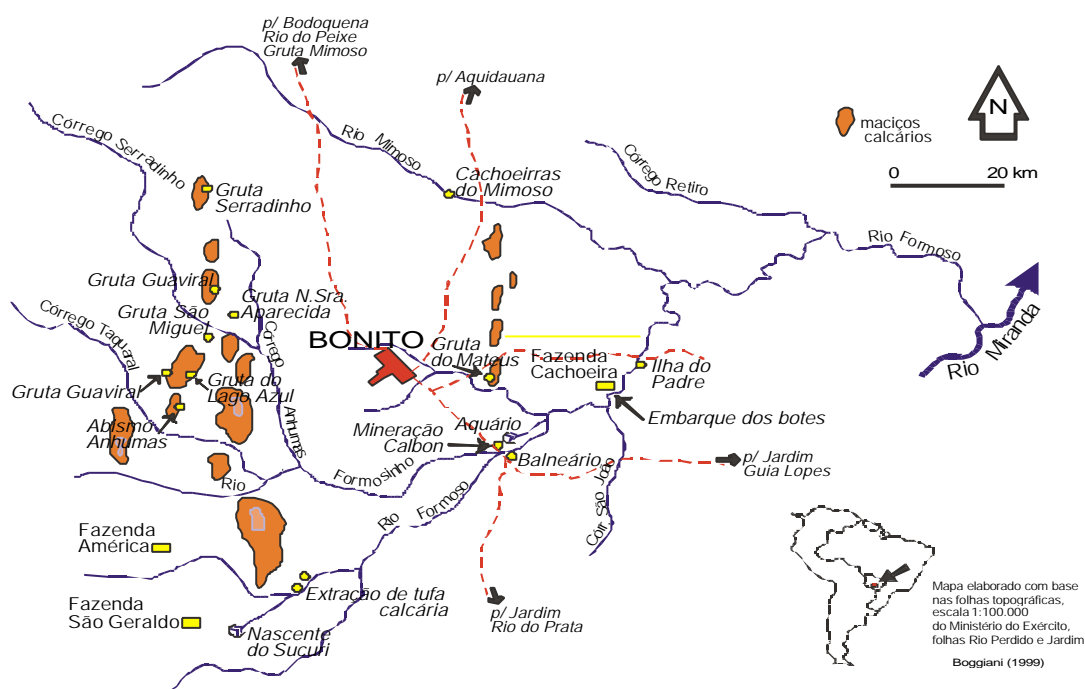 p/ Bodoquena
Rio do Peixe
Gruta Mimoso
p/ Aquidauana
N
maciços
calcários
0 20 km
Córrego Serradinho
Rio Mimoso
Córrego Retiro
Cachoeirras
do Mimoso
Gruta
Serradinho
Rio Formoso
Rio Miranda
Gruta Guaviral
Gruta N.Sra.
Aparecida
Gruta São
Miguel
Córrego Taquaral
Córrego Anhumas
BONITO
Gruta
do Mateus
Fazenda
Cachoeira
Ilha do
Padre
Gruta Guaviral
Gruta do
Lago Azul
Abismo
Anhumas
Embarque dos botes
Aquário
Mineração
Calbon
Balneário
p/ Jardim
Guia Lopes
Rio Formosinho
Rio Formoso
Córr São João
Fazenda
América
Extração de tufa
calcária
Fazenda
São Geraldo
Nascente
do Sucuri
p/Jardim
Rio do Prata
Mapa elaborado com base
nas folhas topográficas,
escala 1:100.000
do Ministério do Exército,
folhas Rio Perdido e Jardim
Boggiani (1999)